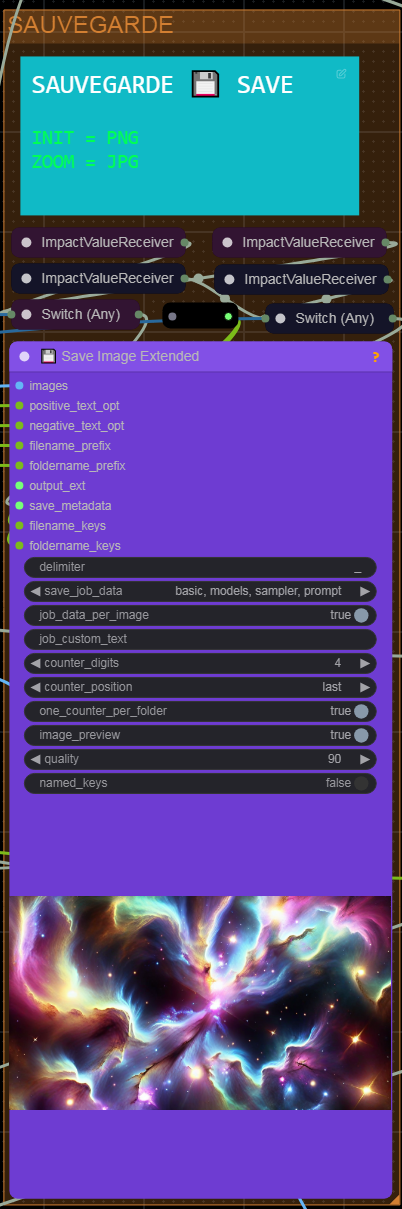 SAUVEGARDE
SAUVEGARDE 💾 SAVE
INIT = PNG
ZOOM = JPG
ImpactValueReceiver ImpactValueReceiver
ImpactValueReceiver ImpactValueReceiver
Switch (Any) Switch (Any)
💾 Save Image Extended ?
images
positive_text_opt
negative_text_opt
filename_prefix
foldername_prefix
output_ext
save_metadata
filename_keys
foldername_keys
delimiter _
save_job_data basic, models, sampler, prompt
job_data_per_image true
job_custom_text
counter_digits 4
counter_position last
one_counter_per_folder true
image_preview true
quality 90
named_keys false